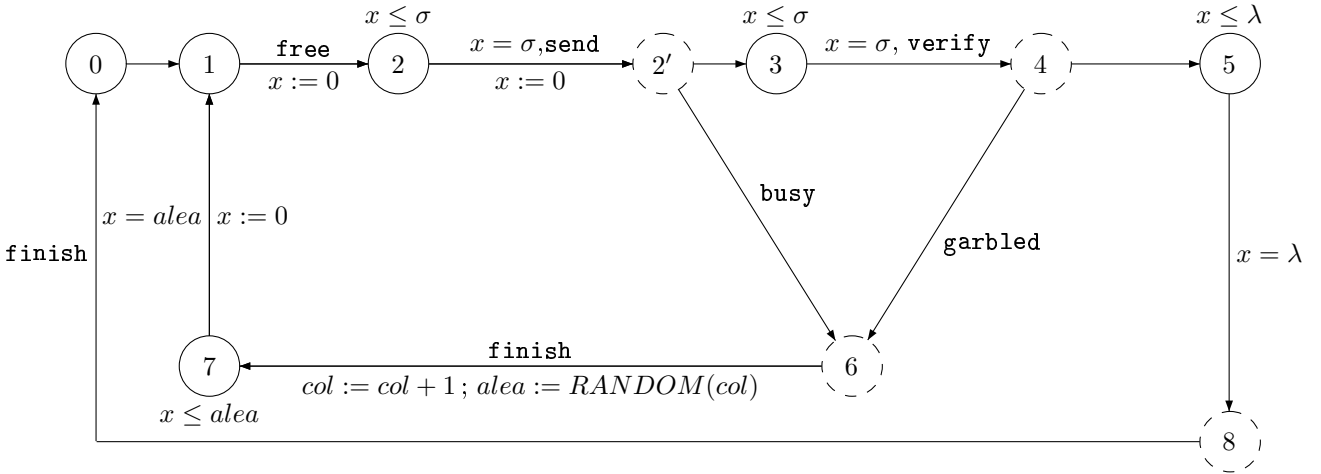 x ≤ σ
x ≤ σ
x ≤ λ
0
1
free
x := 0
2
x = σ,send
x := 0
2′
3
x = σ, verify
4
5
busy
garbled
x = alea
x := 0
finish
x = λ
7
x ≤ alea
finish
col := col + 1 ; alea := RANDOM(col)
6
8